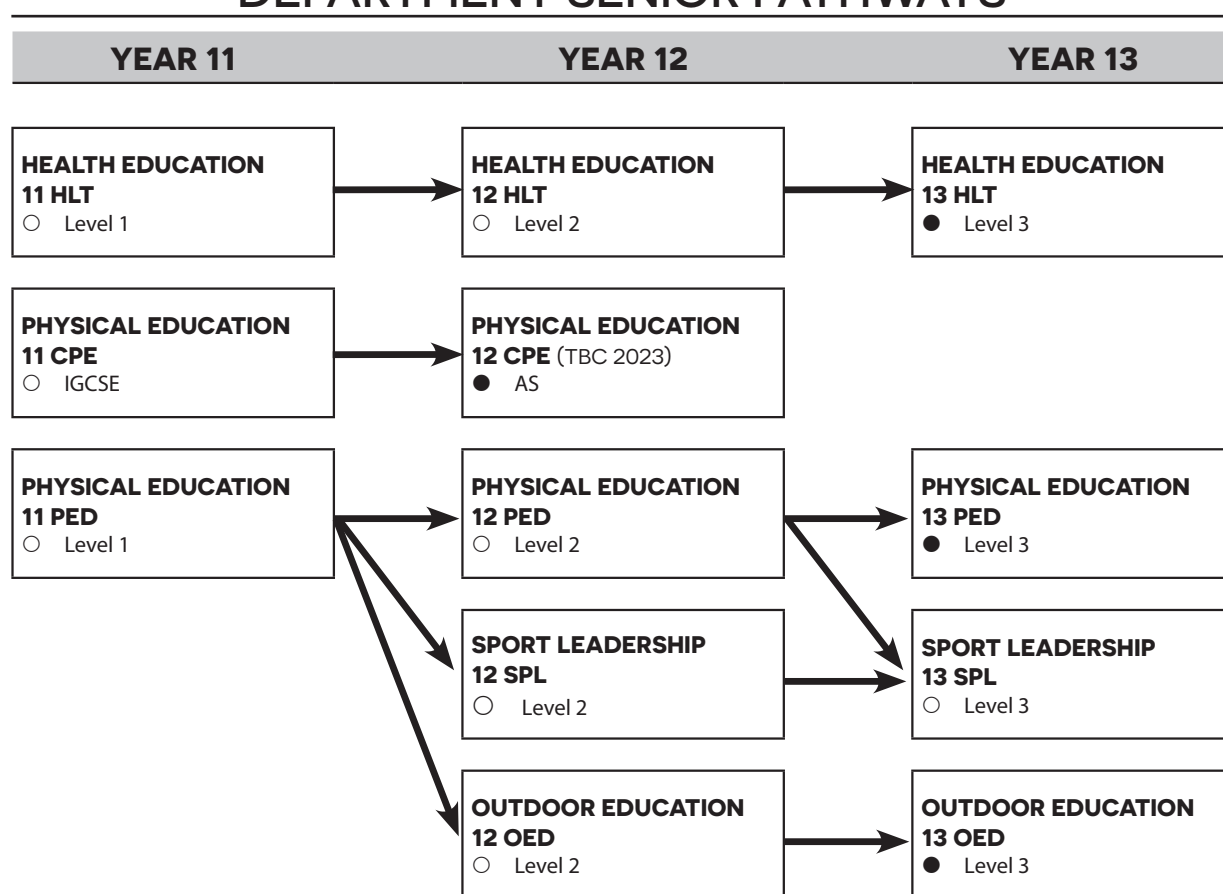 DEPARTMENT SENIOR PATHWAYS
YEAR 11
YEAR 12
YEAR 13
HEALTH EDUCATION
11 HLT
○ Level 1
HEALTH EDUCATION
12 HLT
○ Level 2
HEALTH EDUCATION
13 HLT
● Level 3
PHYSICAL EDUCATION
11 CPE
○ IGCSE
PHYSICAL EDUCATION
12 CPE (TBC 2023)
● AS
PHYSICAL EDUCATION
11 PED
○ Level 1
PHYSICAL EDUCATION
12 PED
○ Level 2
PHYSICAL EDUCATION
13 PED
● Level 3
SPORT LEADERSHIP
12 SPL
○ Level 2
SPORT LEADERSHIP
13 SPL
○ Level 3
OUTDOOR EDUCATION
12 OED
○ Level 2
OUTDOOR EDUCATION
13 OED
● Level 3